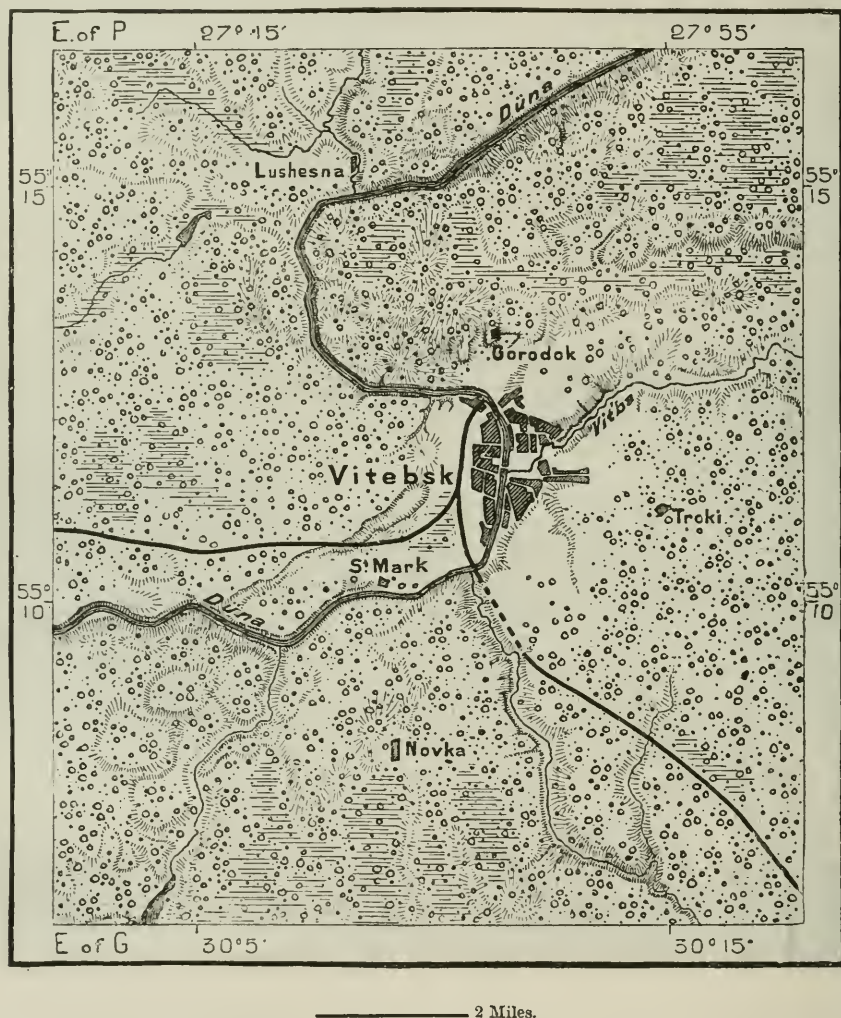 E. of P 27° 15' 27° 55'
Düna
Lushesna
55° 15 55° 15
Gorodok
Vitba
Vitebsk
Troki
St Mark
55° 10 55° 10
Düna
Novka
E of G 30° 5' 30° 15'
2 Miles.